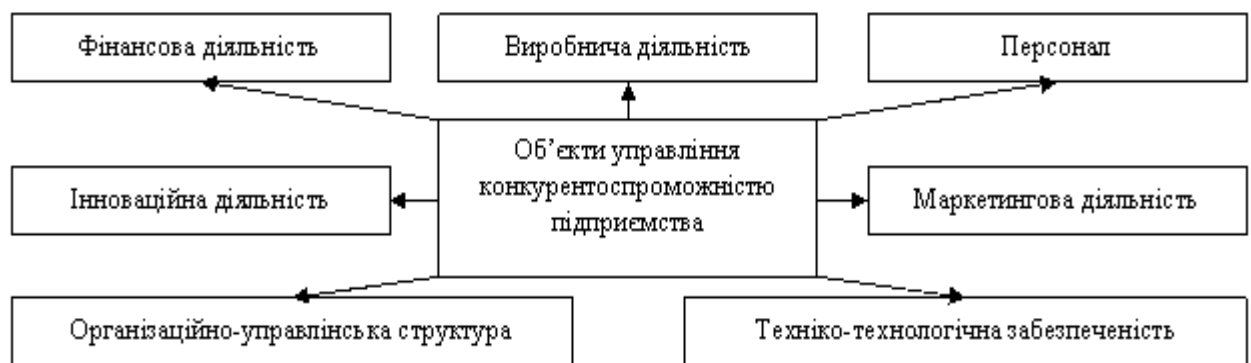 Фінансова діяльність
Виробнича діяльність
Персонал
Об’єкти управління
конкурентоспроможністю
підприємства
Інноваційна діяльність
Маркетингова діяльність
Організаційно-управлінська структура
Техніко-технологічна забезпеченість